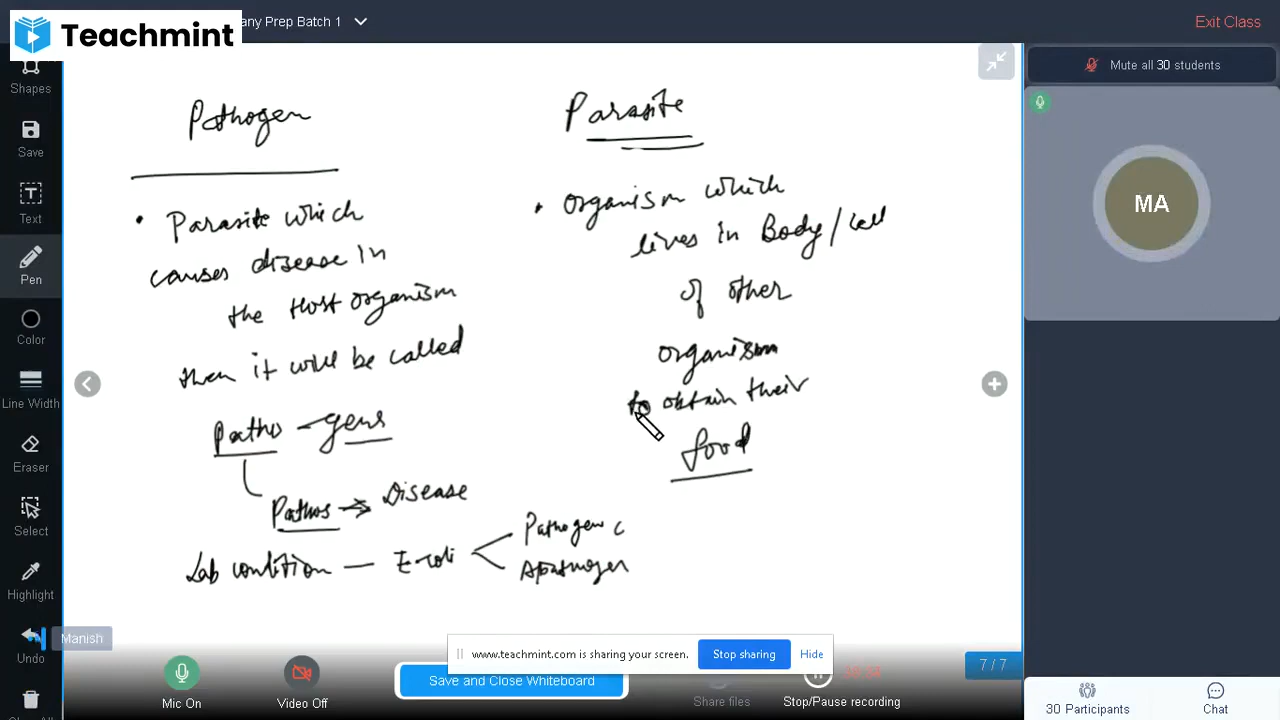 Teachmint
any Prep Batch 1
Exit Class
Shapes
Save
Text
Pen
Color
Line Width
Eraser
Select
Highlight
Undo
Manish
Mute all 30 students
MA
Pathogen
• Parasite which
causes disease in
the Host organism
then it will be called
Patho - gens
Pathos → Disease
Lab condition — E-coli
Pathogenic
Apathogen
Parasite
• Organism which
lives in Body/cell
of other
organism
to obtain their
food
www.teachmint.com is sharing your screen.
Stop sharing
Hide
7 / 7
Mic On
Video Off
Save and Close Whiteboard
Share files
Stop/Pause recording
30 Participants
Chat